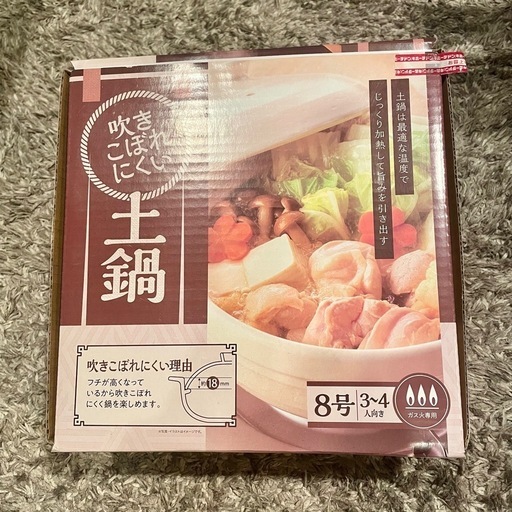 吹き
こぼれ
にくい
土鍋
土鍋は最適な温度で
じっくり加熱して旨みを引き出す
吹きこぼれにくい理由
フチが高くなって
いるから吹きこぼれ
にくく鍋を楽しめます。
約18mm
8号
3~4
人向き
ガス火専用